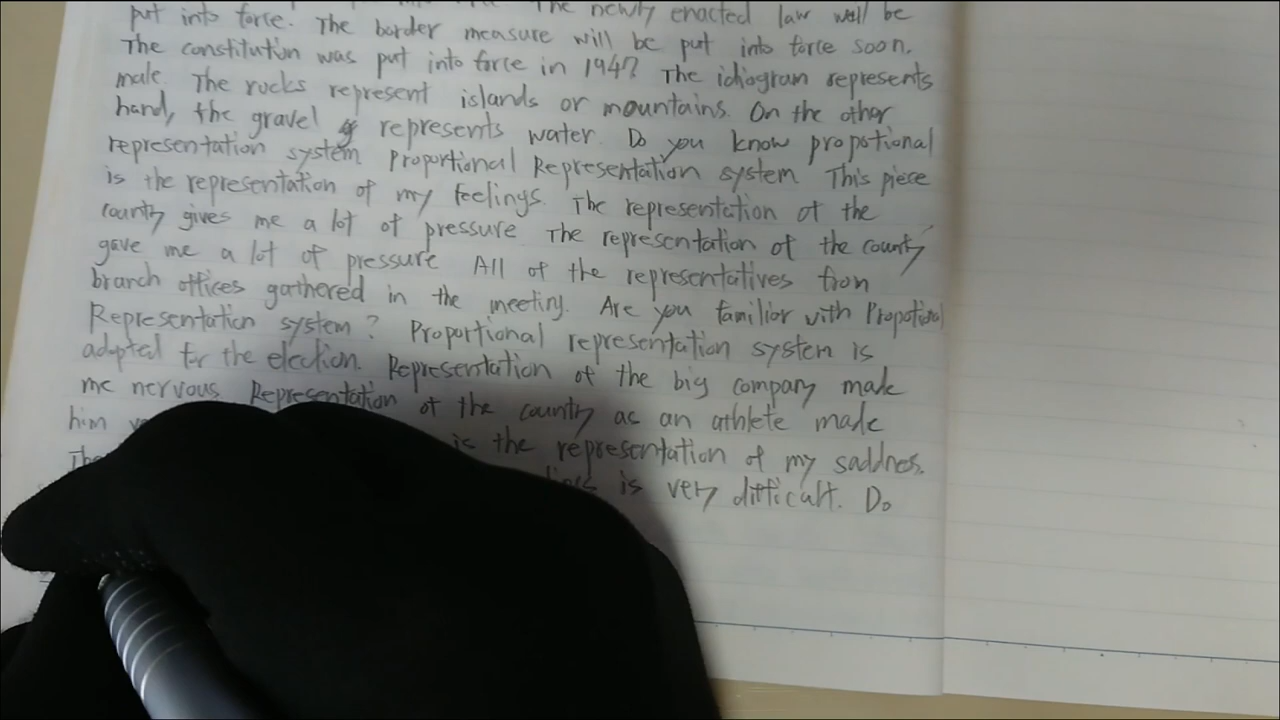 The newly enacted law will be
put into force. The border measure will be put into force soon.
The constitution was put into force in 1947 The idiogram represents
male. The rocks represent islands or mountains. On the other
hand, the gravel represents water. Do you know propotional
representation system Proportional Representation system This piece
is the representation of my feelings. The representation of the
county gives me a lot of pressure The representation of the county
gave me a lot of pressure All of the representatives from
branch offices gathered in the meeting. Are you familiar with Propotional
Representation system? Proportional representation system is
adopted for the election. Representation of the big company made
me nervous Representation of the county as an athlete made
him
is the representation of my saddnes.
is very difficult. Do